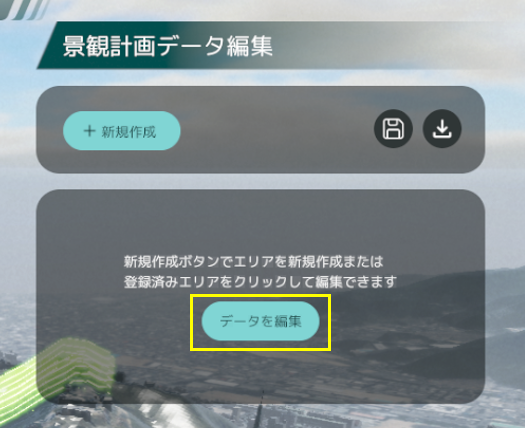 景観計画データ編集
＋ 新規作成
新規作成ボタンでエリアを新規作成または
登録済みエリアをクリックして編集できます
データを編集